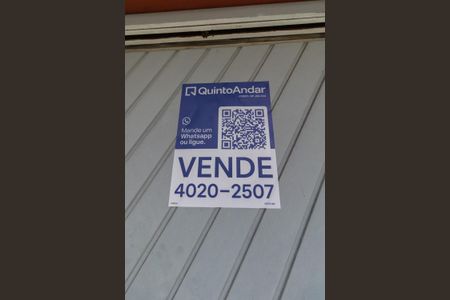 QuintoAndar
Mande um
Whatsapp
ou ligue.
VENDE
4020-2507